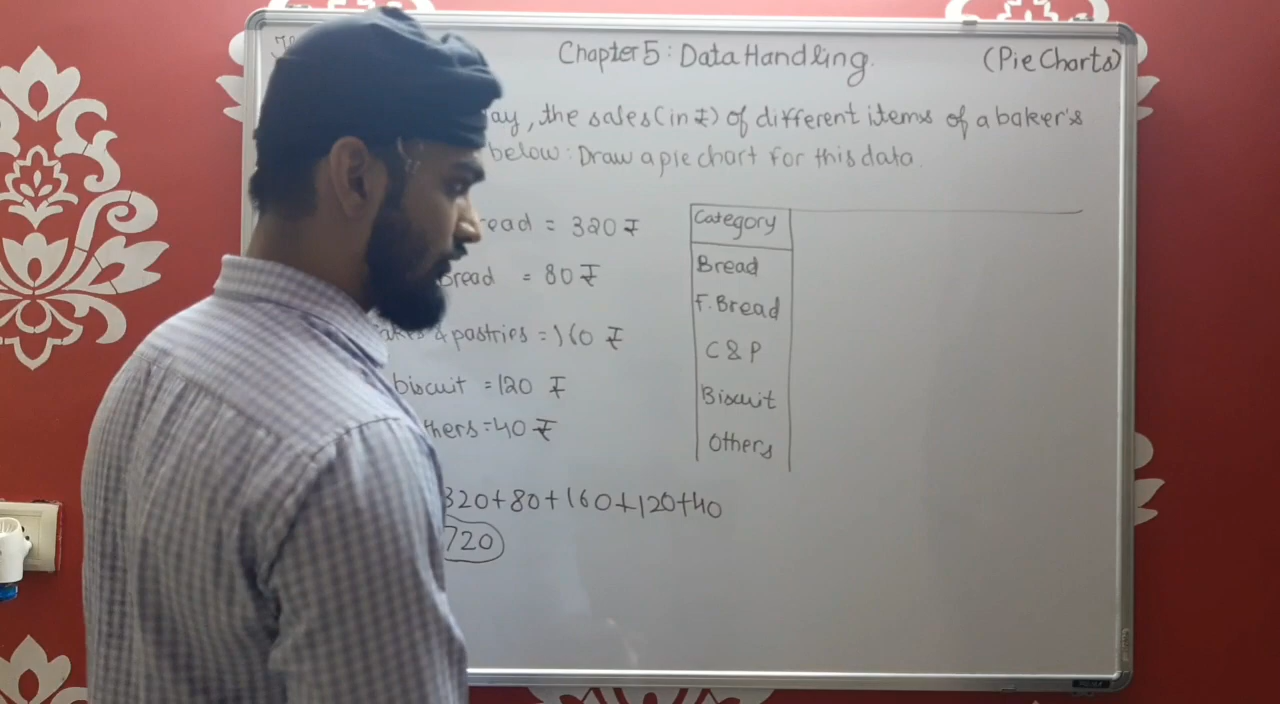 Chapter 5 : Data Handling. (Pie Charts)
ay, the sales (in ₹) of different items of a baker's
below : Draw a pie chart for this data.
read = 320 ₹
bread = 80 ₹
akes & pastries = 160 ₹
biscuit = 120 ₹
thers = 40 ₹
320+80+160+120+40
720
Category
Bread
F. Bread
C & P
Biscuit
Others